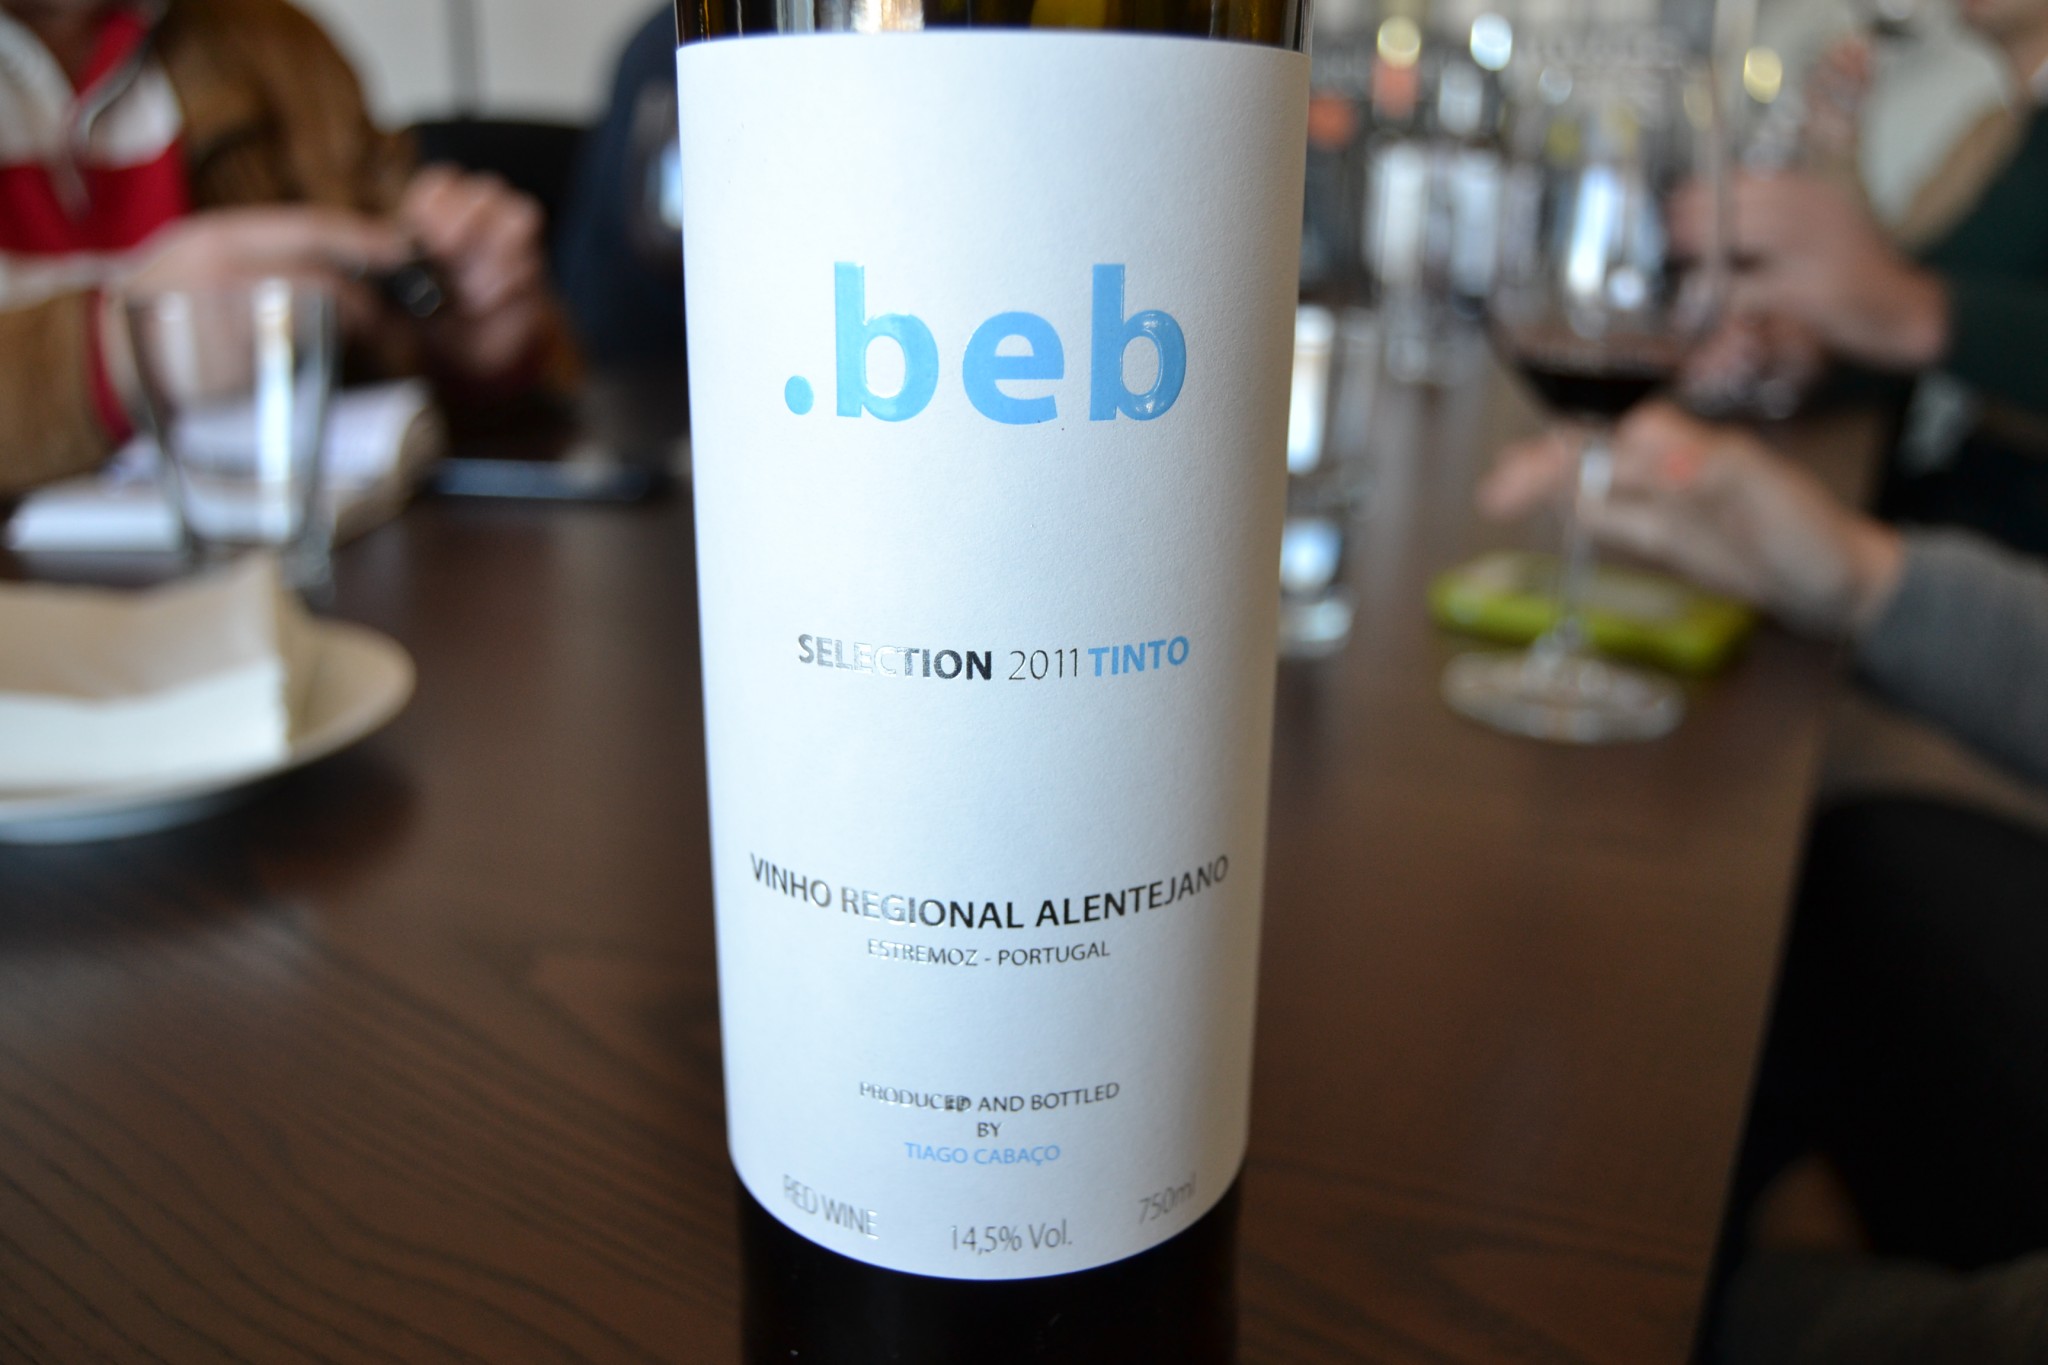 .beb
SELECTION 2011 TINTO
VINHO REGIONAL ALENTEJANO
ESTREMOZ - PORTUGAL
PRODUCED AND BOTTLED
BY
TIAGO CABAÇO
RED WINE 14,5% Vol. 750ml